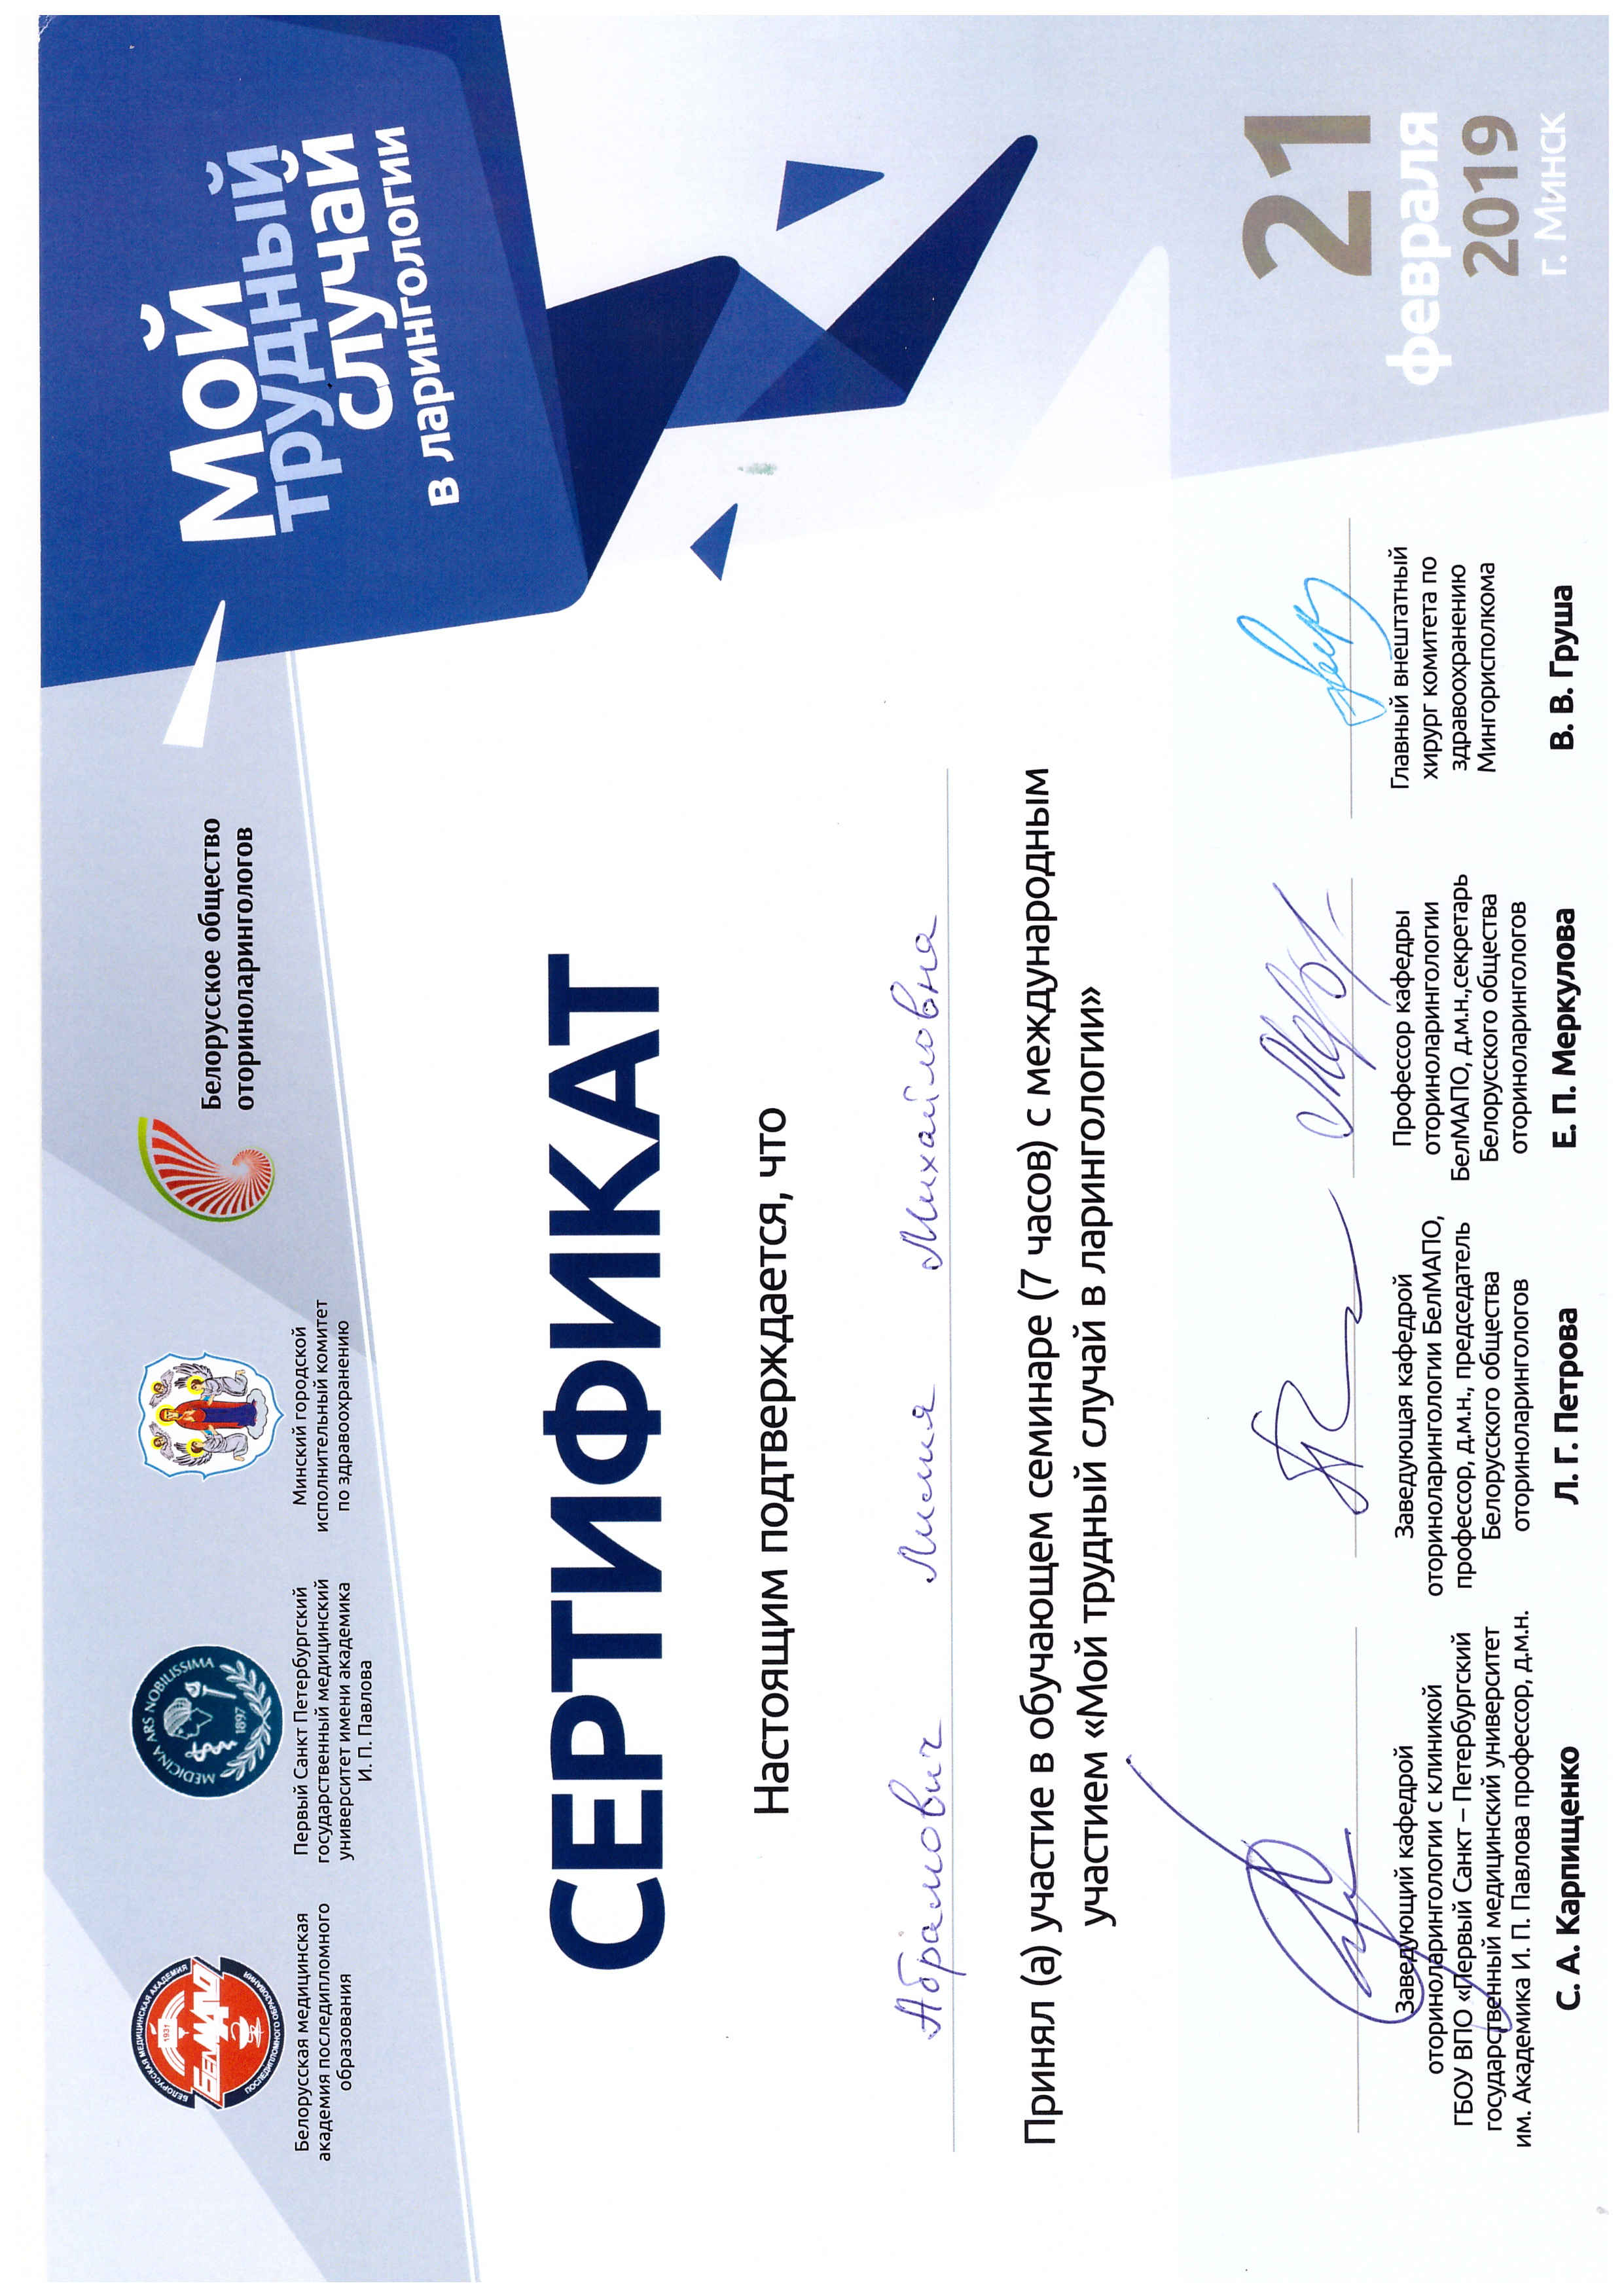 БЕЛОРУССКАЯ МЕДИЦИНСКАЯ АКАДЕМИЯ
1931
БЕЛМАПО
ПОСЛЕДИПЛОМНОГО ОБРАЗОВАНИЯ
Белорусская медицинская
академия последипломного
образования
MEDICINA ARS NOBILISSIMA
1897
Первый Санкт Петербургский
государственный медицинский
университет имени академика
И. П. Павлова
Минский городской
исполнительный комитет
по здравоохранению
Белорусское общество
оториноларингологов
Мой
трудный
случай
в ларингологии
СЕРТИФИКАТ
Настоящим подтверждается, что
Абрамович Лилия Михайловна
Принял (а) участие в обучающем семинаре (7 часов) с международным
участием «Мой трудный случай в ларингологии»
Заведующий кафедрой
оториноларингологии с клиникой
ГБОУ ВПО «Первый Санкт – Петербургский
государственный медицинский университет
им. Академика И. П. Павлова профессор, д.м.н.
С. А. Карпищенко
Заведующая кафедрой
оториноларингологии БелМАПО,
профессор, д.м.н., председатель
Белорусского общества
оториноларингологов
Л. Г. Петрова
Профессор кафедры
оториноларингологии
БелМАПО, д.м.н.,секретарь
Белорусского общества
оториноларингологов
Е. П. Меркулова
Главный внештатный
хирург комитета по
здравоохранению
Мингорисполкома
В. В. Груша
21
февраля
2019
г. Минск